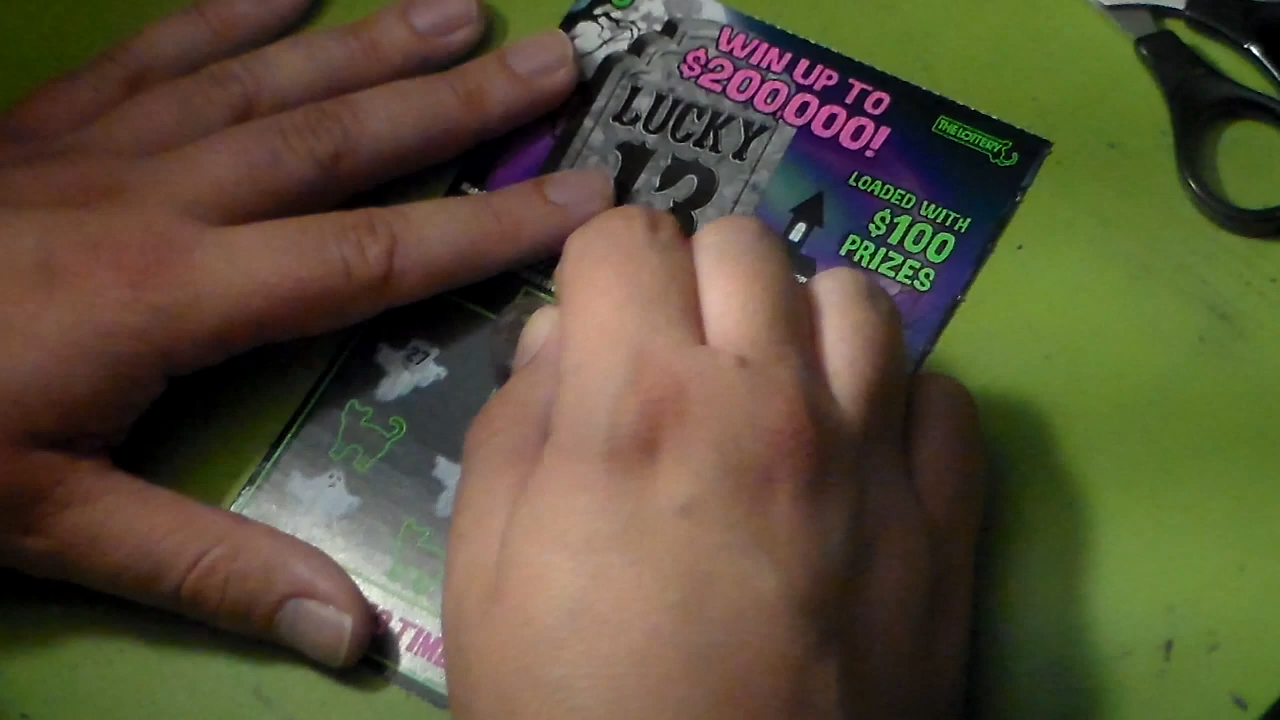 WIN UP TO
$200,000!
LUCKY
13
THE LOTTERY
LOADED WITH
$100
PRIZES
27